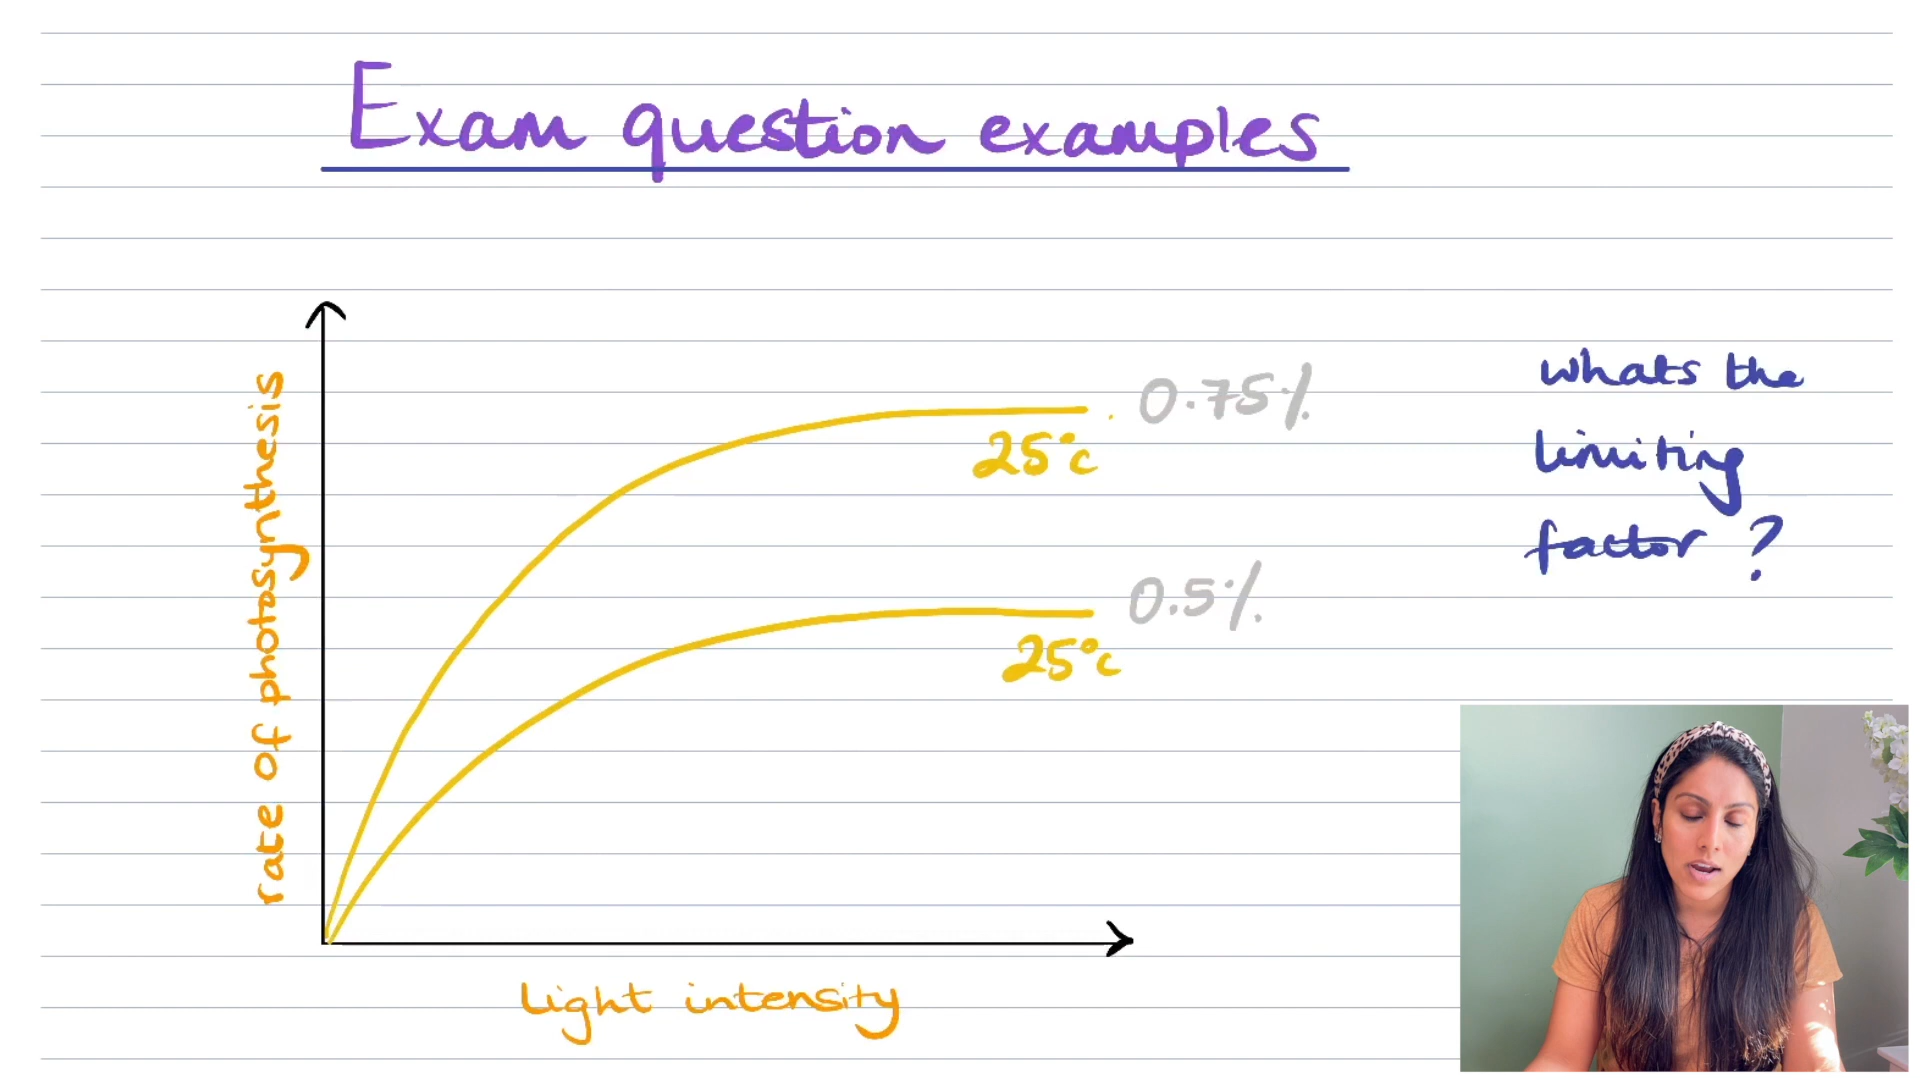 Exam question examples
rate of photosynthesis
0.75%
25°c
0.5%
25°c
light intensity
whats the
limiting
factor?